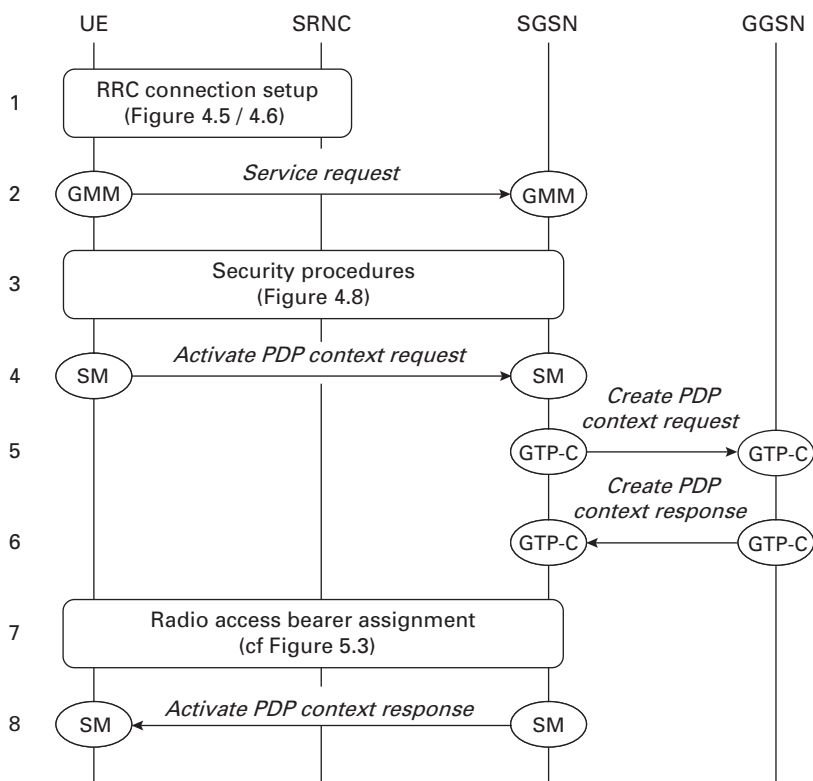 UE SRNC SGSN GGSN
1 RRC connection setup
(Figure 4.5 / 4.6)
2 GMM Service request GMM
3 Security procedures
(Figure 4.8)
4 SM Activate PDP context request SM
Create PDP
context request
5 GTP-C GTP-C
Create PDP
context response
6 GTP-C GTP-C
7 Radio access bearer assignment
(cf Figure 5.3)
8 SM Activate PDP context response SM